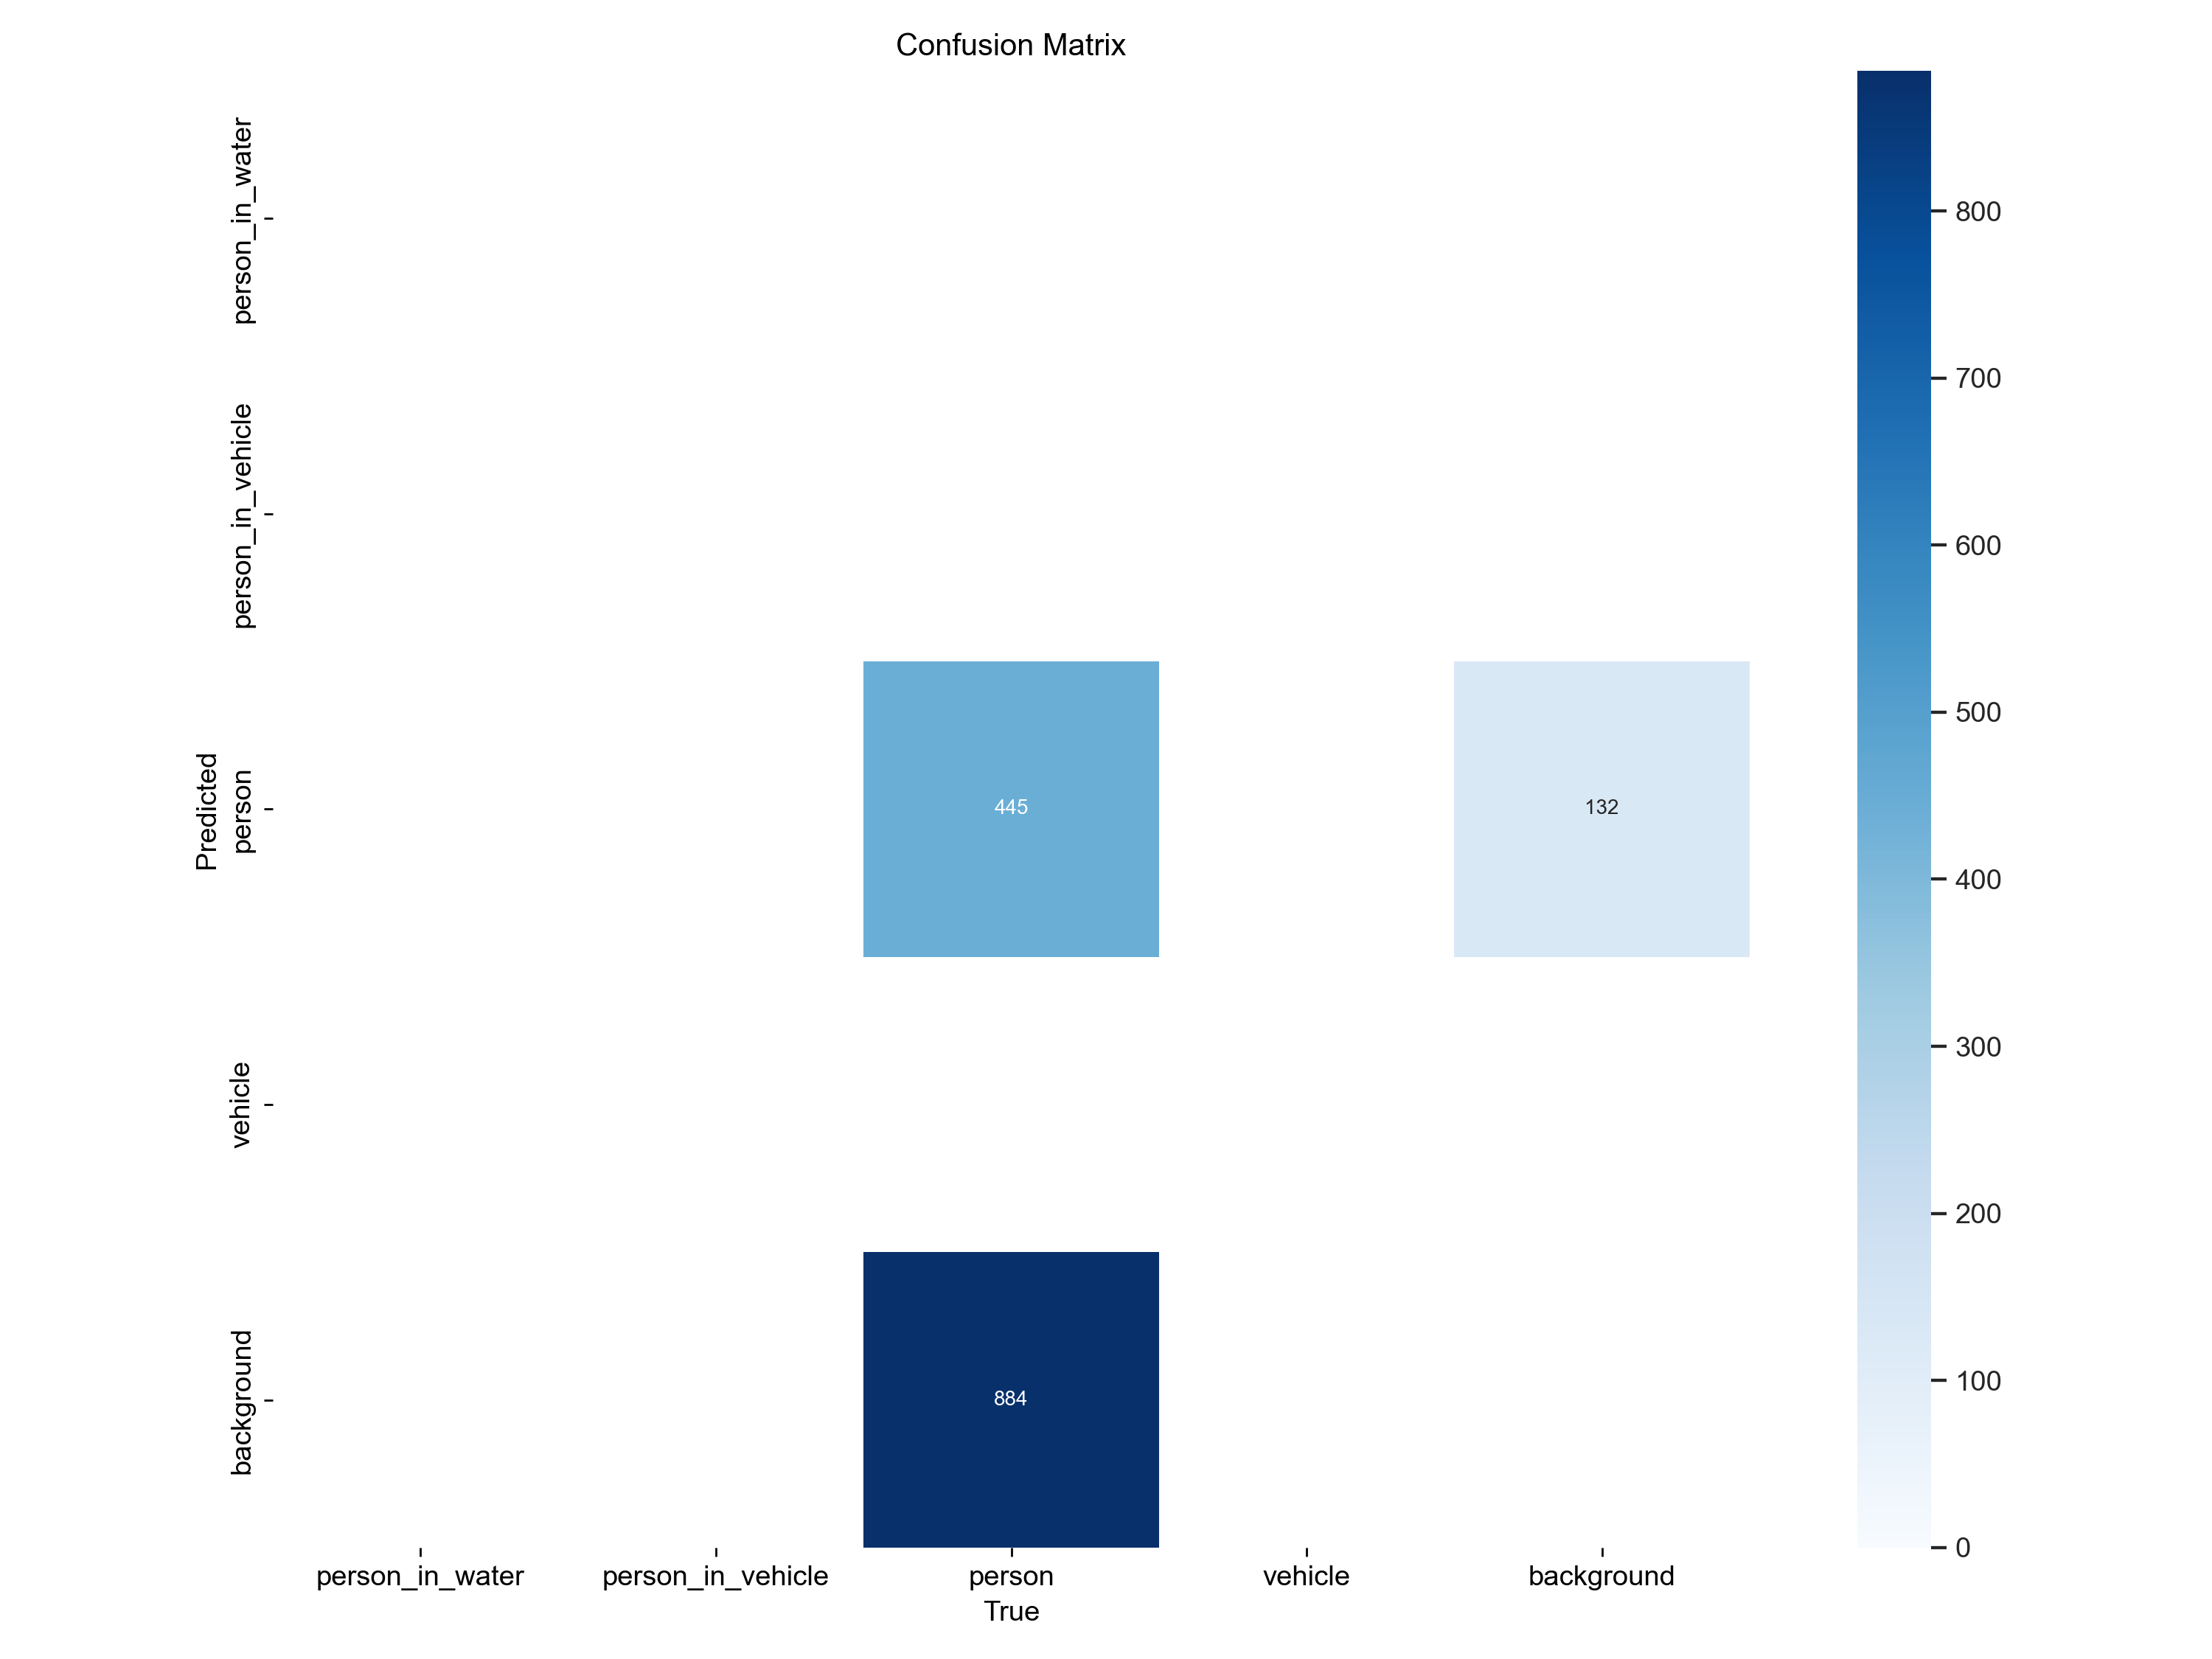 Confusion Matrix
person_in_water
person_in_vehicle
person
vehicle
background
Predicted
445
132
884
person_in_water
person_in_vehicle
person
vehicle
background
True
800
700
600
500
400
300
200
100
0